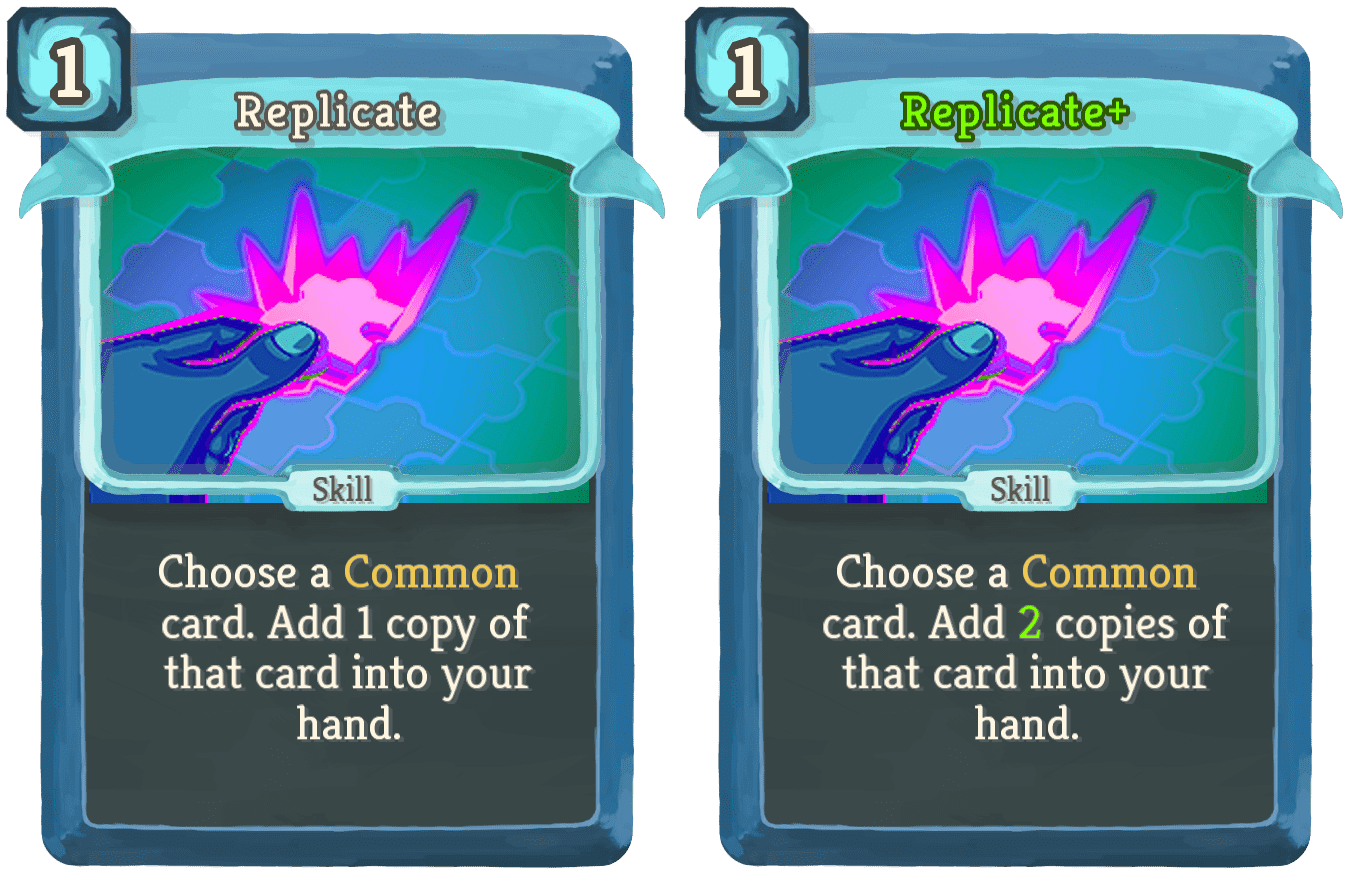 1
Replicate
Skill
Choose a Common
card. Add 1 copy of
that card into your
hand.
1
Replicate+
Skill
Choose a Common
card. Add 2 copies of
that card into your
hand.